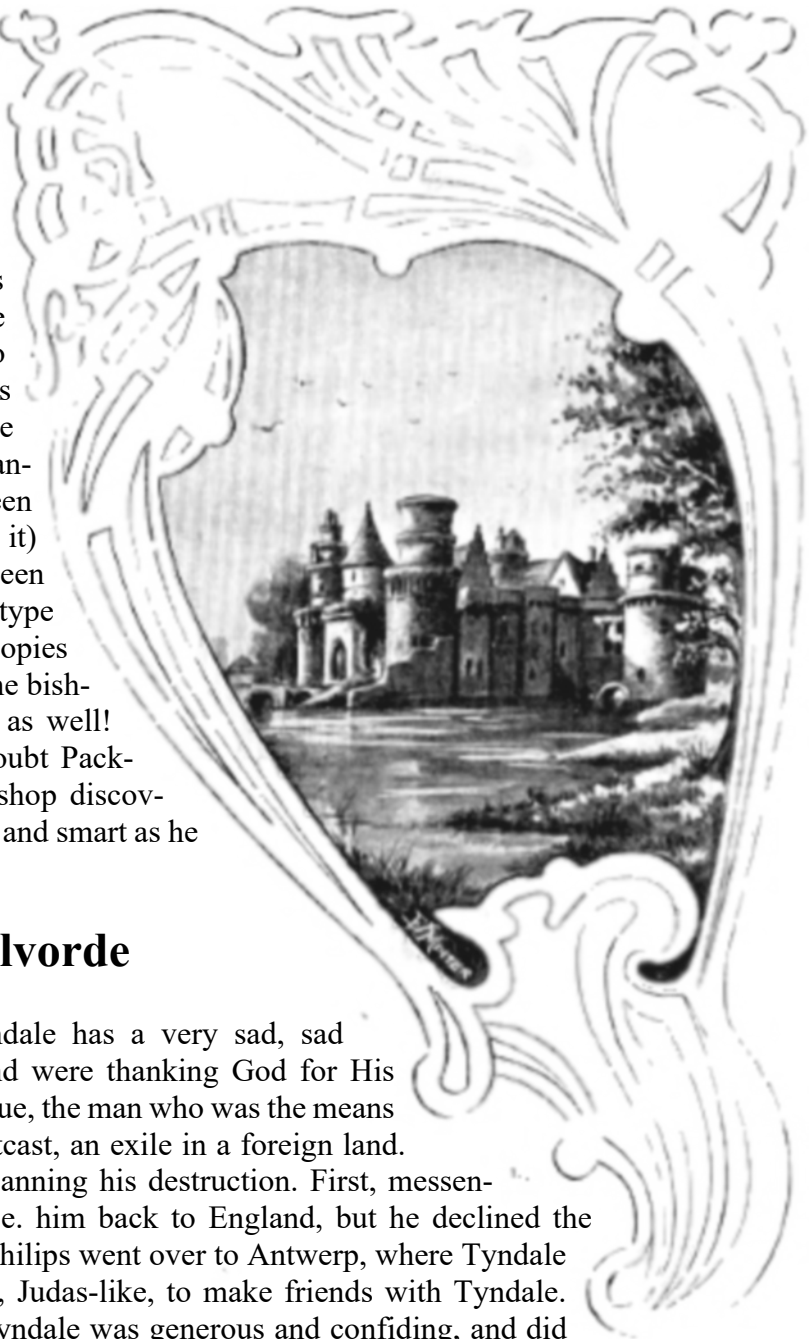 s
e
o
s
e
an-
een
it)
een
type
opies
ne bish-
as well!
oubt Pack-
shop discov-
and smart as he
lvorde
ndale has a very sad, sad
nd were thanking God for His
ue, the man who was the means
tcast, an exile in a foreign land.
anning his destruction. First, messen-
e. him back to England, but he declined the
hilips went over to Antwerp, where Tyndale
, Judas-like, to make friends with Tyndale.
yndale was generous and confiding, and did